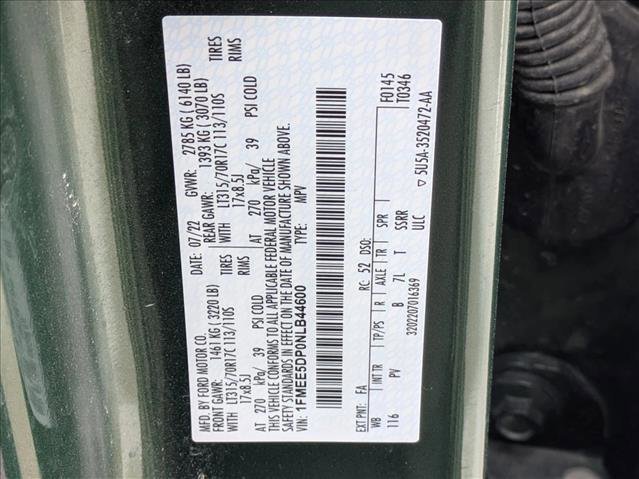 MFD. BY FORD MOTOR CO.
DATE: 07/22 GVWR: 2785 KG ( 6140 LB)
FRONT GAWR: 1461 KG ( 3220 LB) REAR GAWR: 1393 KG ( 3070 LB)
WITH LT315/70R17C 113/110S TIRES WITH LT315/70R17C 113/110S TIRES
17x8.5J RIMS 17x8.5J RIMS
AT 270 kPa/ 39 PSI COLD AT 270 kPa/ 39 PSI COLD
THIS VEHICLE CONFORMS TO ALL APPLICABLE FEDERAL MOTOR VEHICLE
SAFETY STANDARDS IN EFFECT ON THE DATE OF MANUFACTURE SHOWN ABOVE.
VIN: 1FMEE5DP0NLB44600 TYPE: MPV
F0145
T0346
EXT PNT: FA RC: 52 DSO:
WB INT TR TP/PS R AXLE TR SPR
116 PV B 7L T SSRR
3202207016369 ULC
▽ 5U5A-3520472-AA